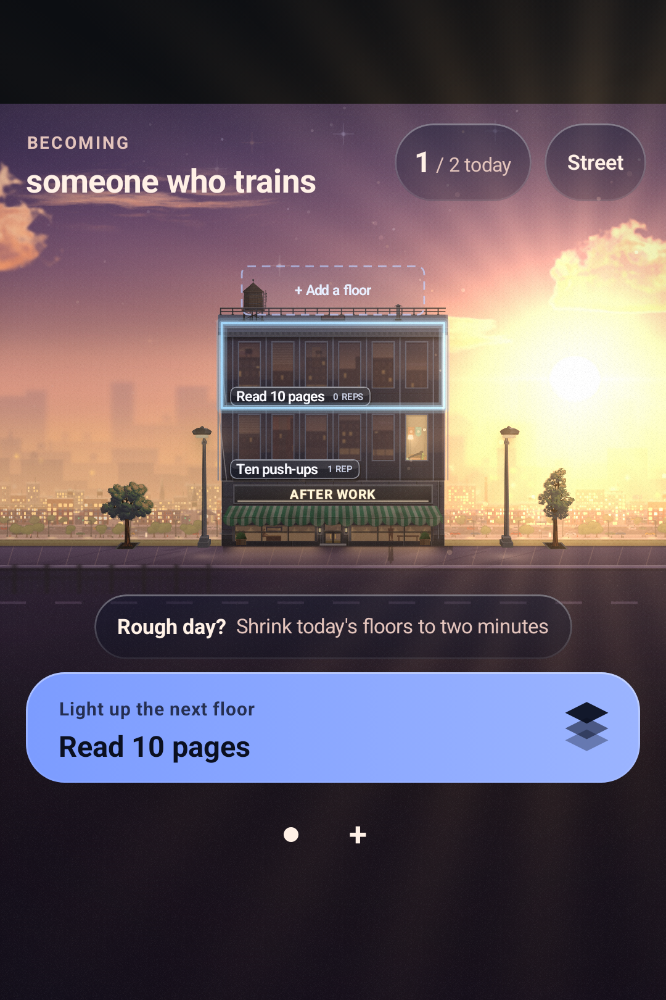 BECOMING
someone who trains
1 / 2 today
Street
+ Add a floor
Read 10 pages 0 REPS
Ten push-ups 1 REP
AFTER WORK
Rough day? Shrink today's floors to two minutes
Light up the next floor
Read 10 pages
+